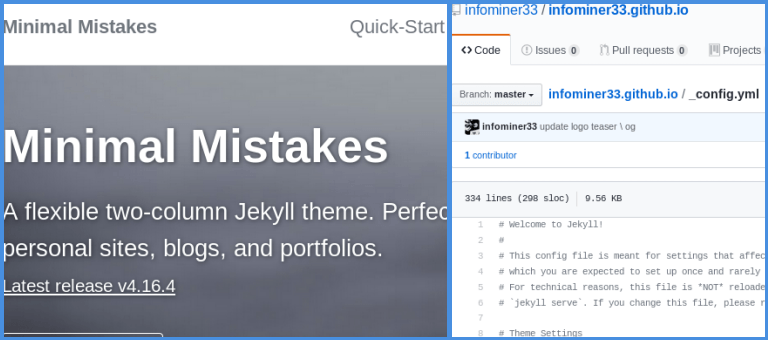 Minimal Mistakes
Quick-Start
Minimal Mistakes
A flexible two-column Jekyll theme. Perfec
personal sites, blogs, and portfolios.
Latest release v4.16.4
infominer33 / infominer33.github.io
Code Issues 0 Pull requests 0 Projects
Branch: master infominer33.github.io / _config.yml
infominer33 update logo teaser \ og
1 contributor
334 lines (298 sloc) 9.56 KB
1 # Welcome to Jekyll!
2 #
3 # This config file is meant for settings that affec
4 # which you are expected to set up once and rarely
5 # For technical reasons, this file is *NOT* reloade
6 # `jekyll serve`. If you change this file, please r
7
8 # Theme Settings